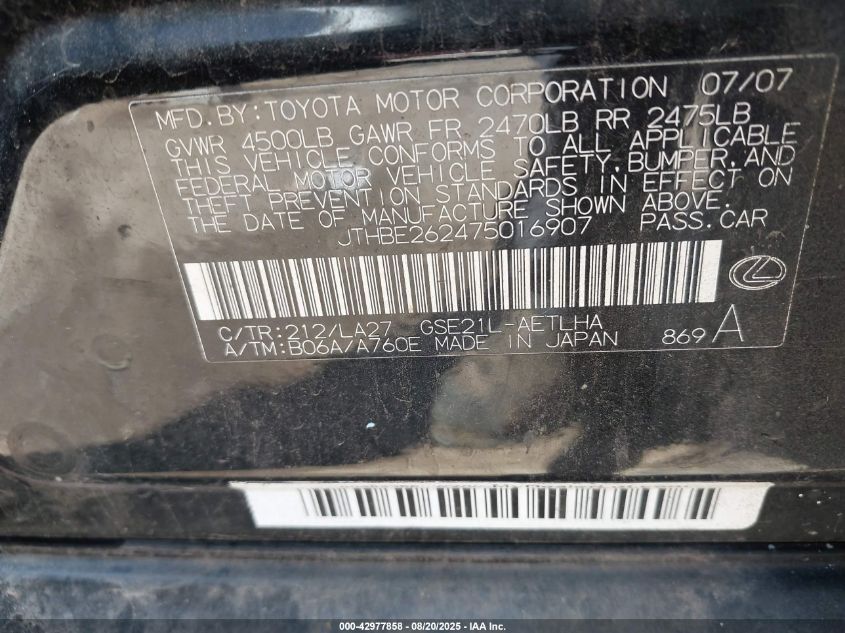 MFD. BY: TOYOTA MOTOR CORPORATION 07/07
GVWR 4500LB GAWR FR 2470LB RR 2475LB
THIS VEHICLE CONFORMS TO ALL APPLICABLE
FEDERAL MOTOR VEHICLE SAFETY, BUMPER, AND
THEFT PREVENTION STANDARDS IN EFFECT ON
THE DATE OF MANUFACTURE SHOWN ABOVE.
JTHBE262475016907 PASS.CAR
C/TR:212/LA27 GSE21L-AETLHA
A/TM:B06A/A760E MADE IN JAPAN 869 A
000-42977858 - 08/20/2025 - IAA Inc.